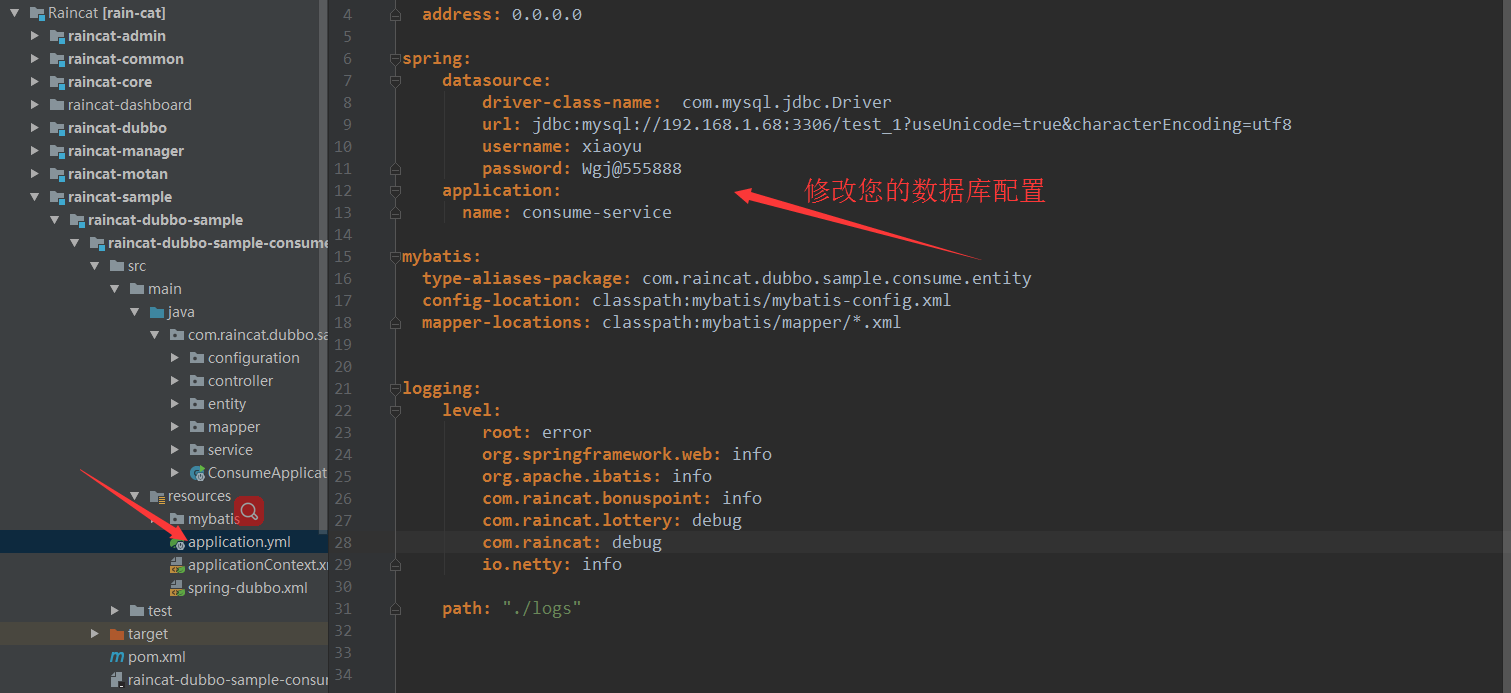 Raincat [rain-cat]
raincat-admin
raincat-common
raincat-core
raincat-dashboard
raincat-dubbo
raincat-manager
raincat-motan
raincat-sample
raincat-dubbo-sample
raincat-dubbo-sample-consume
src
main
java
com.raincat.dubbo.sa
configuration
controller
entity
mapper
service
ConsumeApplicat
resources
mybatis
application.yml
applicationContext.x
spring-dubbo.xml
test
target
pom.xml
raincat-dubbo-sample-consur
4 address: 0.0.0.0
5
6 spring:
7 datasource:
8 driver-class-name:  com.mysql.jdbc.Driver
9 url: jdbc:mysql://192.168.1.68:3306/test_1?useUnicode=true&characterEncoding=utf8
10 username: xiaoyu
11 password: Wgj@555888
12 application:
13 name: consume-service
14
15 mybatis:
16 type-aliases-package: com.raincat.dubbo.sample.consume.entity
17 config-location: classpath:mybatis/mybatis-config.xml
18 mapper-locations: classpath:mybatis/mapper/*.xml
19
20
21 logging:
22 level:
23 root: error
24 org.springframework.web: info
25 org.apache.ibatis: info
26 com.raincat.bonuspoint: info
27 com.raincat.lottery: debug
28 com.raincat: debug
29 io.netty: info
30
31 path: "./logs"
32
33
34
修改您的数据库配置